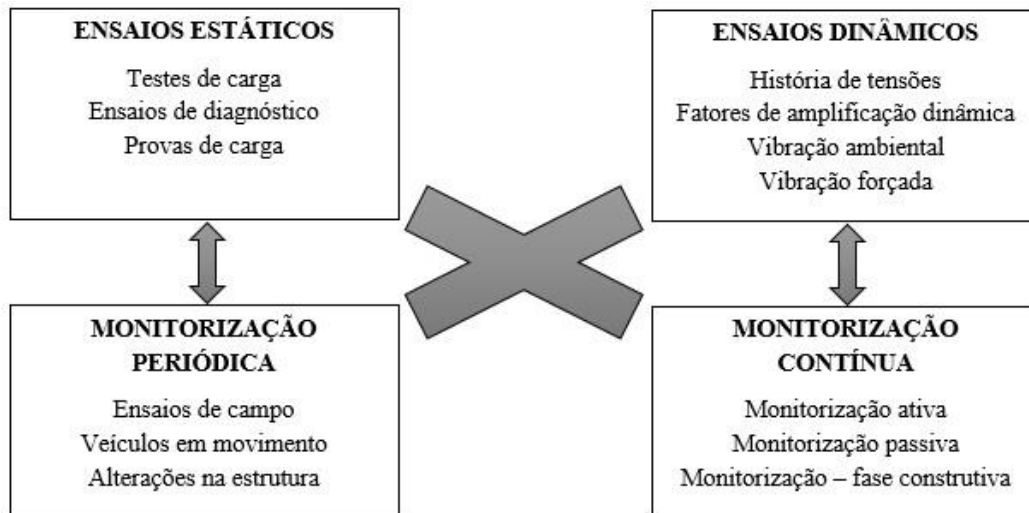 ENSAIOS ESTÁTICOS
Testes de carga
Ensaios de diagnóstico
Provas de carga
ENSAIOS DINÂMICOS
História de tensões
Fatores de amplificação dinâmica
Vibração ambiental
Vibração forçada
MONITORIZAÇÃO
PERIÓDICA
Ensaios de campo
Veículos em movimento
Alterações na estrutura
MONITORIZAÇÃO
CONTÍNUA
Monitorização ativa
Monitorização passiva
Monitorização – fase construtiva